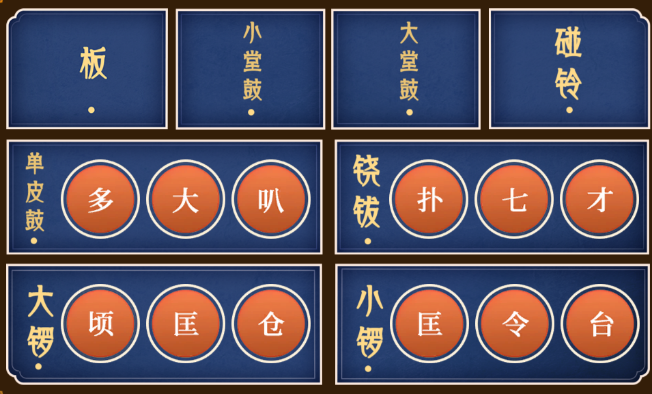 板
小堂鼓
大堂鼓
碰铃
单皮鼓
多
大
叭
铙钹
扑
七
才
大锣
顷
匡
仓
小锣
匡
令
台